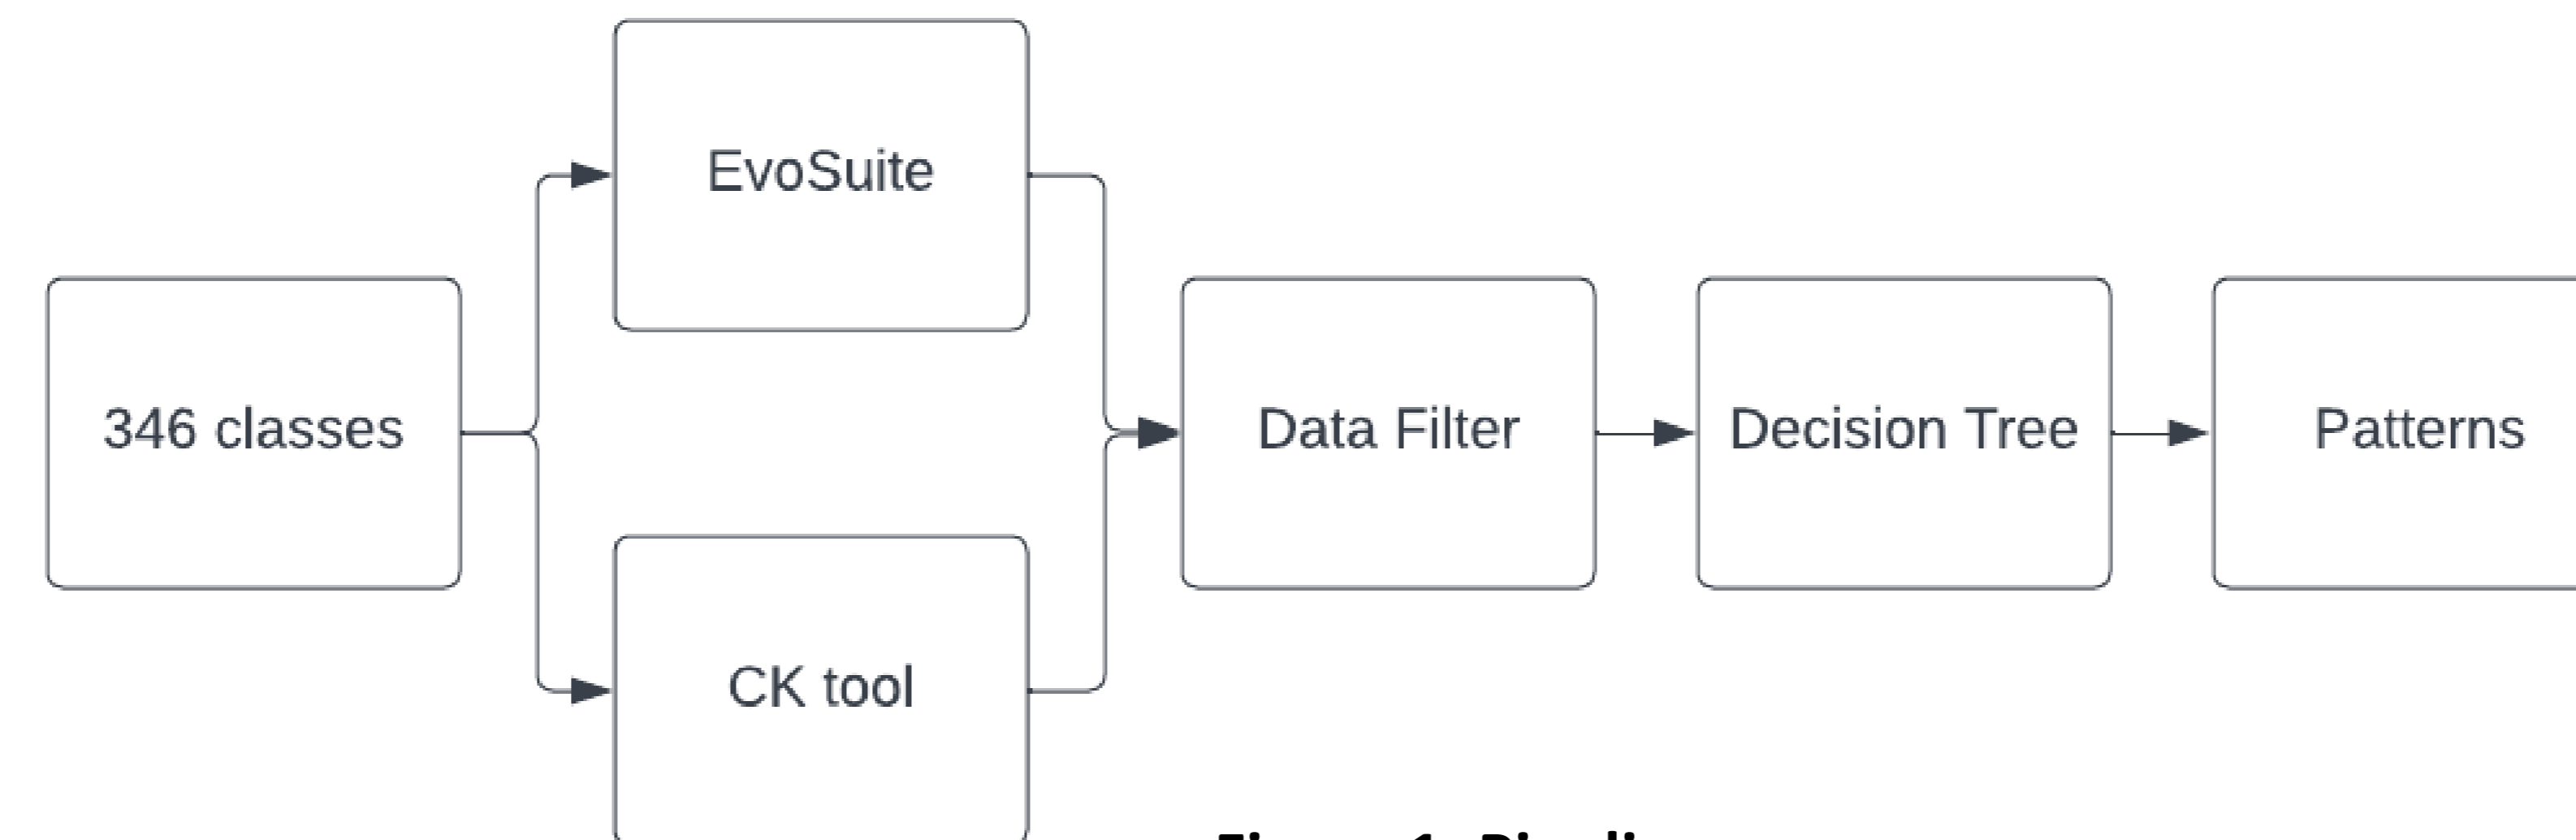 346 classes
EvoSuite
CK tool
Data Filter
Decision Tree
Patterns